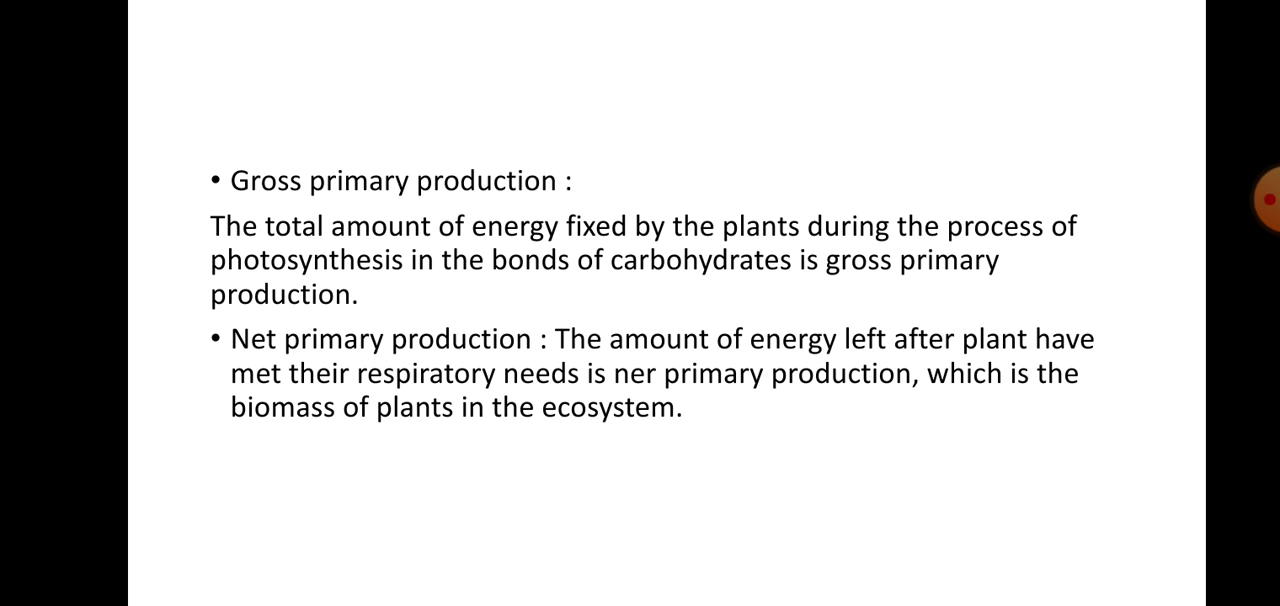 • Gross primary production :
The total amount of energy fixed by the plants during the process of
photosynthesis in the bonds of carbohydrates is gross primary
production.
• Net primary production : The amount of energy left after plant have
met their respiratory needs is ner primary production, which is the
biomass of plants in the ecosystem.